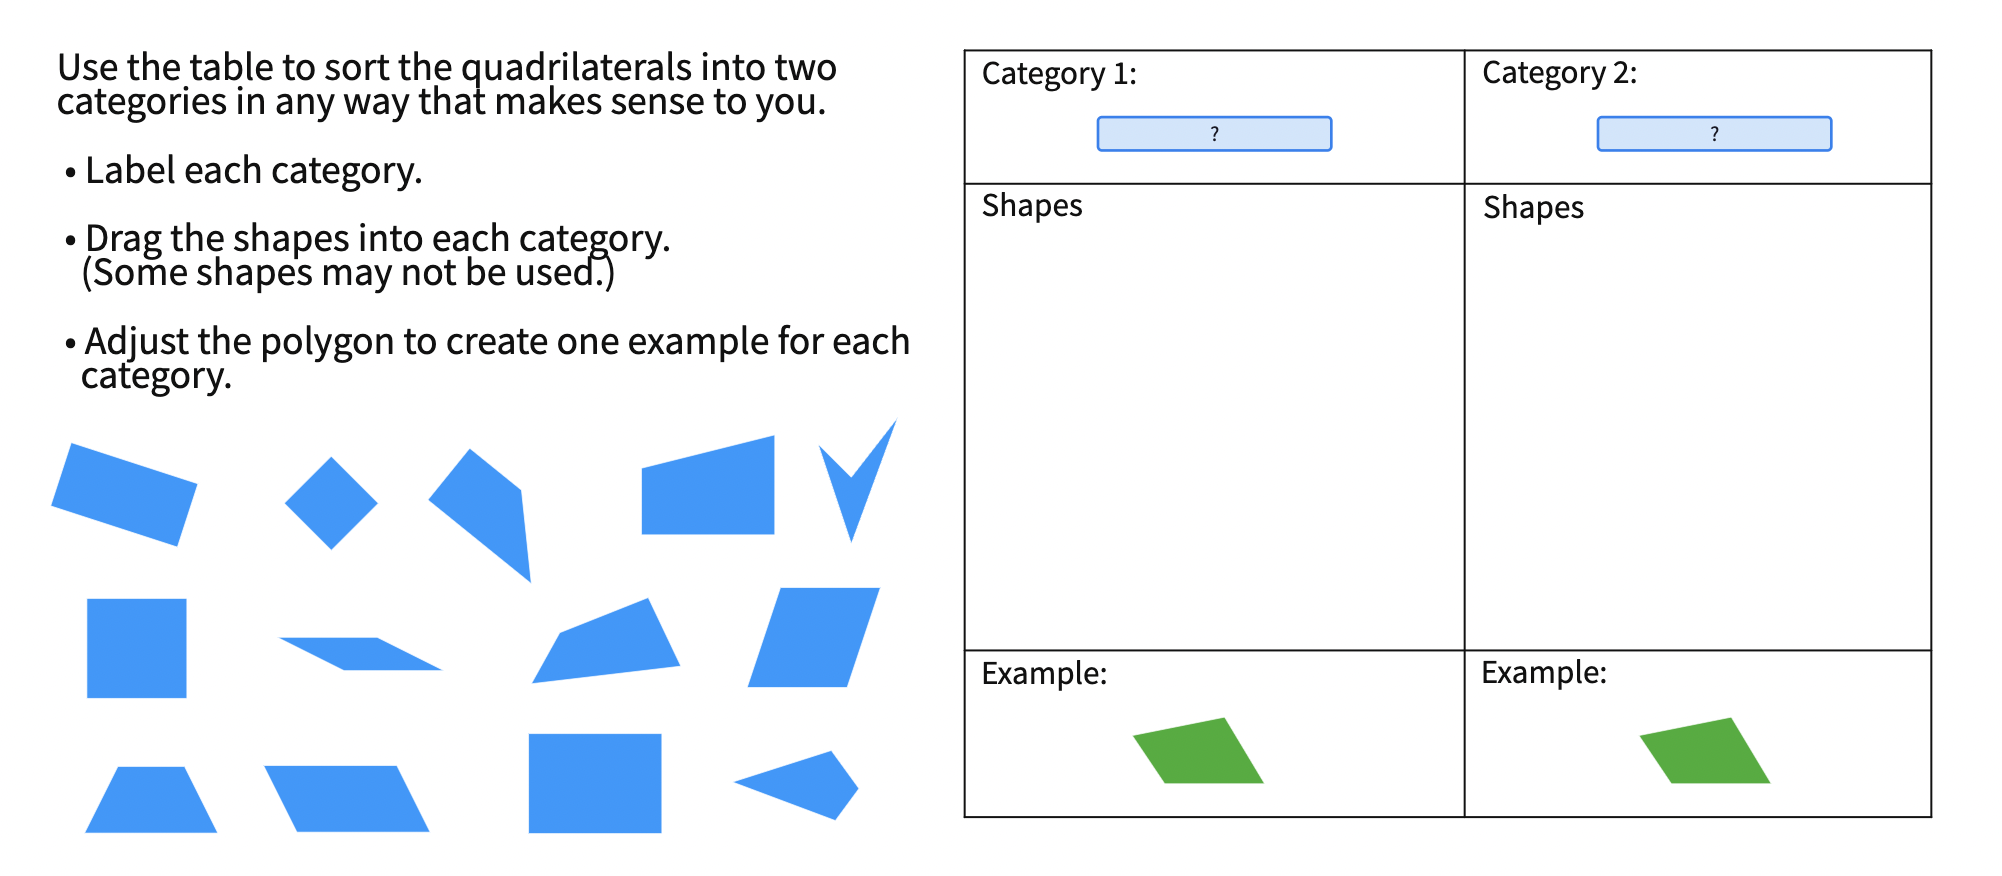 Use the table to sort the quadrilaterals into two
categories in any way that makes sense to you.
• Label each category.
• Drag the shapes into each category.
(Some shapes may not be used.)
• Adjust the polygon to create one example for each
category.
Category 1:
?
Category 2:
?
Shapes
Shapes
Example:
Example: